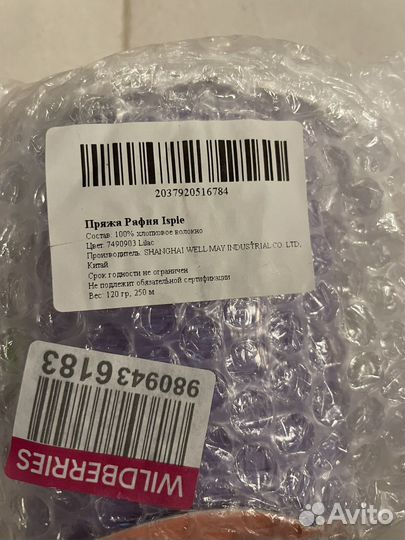 2037920516784
Пряжа Рафия Ispie
Состав: 100% хлопковое волокно
Цвет: 7490903 Lilac
Производитель: SHANGHAI WELL-MAY INDUSTRIAL CO. LTD,
Китай
Срок годности не ограничен
Не подлежит обязательной сертификации
Вес: 120 гр, 250 м
9809436183
WILDBERRIES
Avito